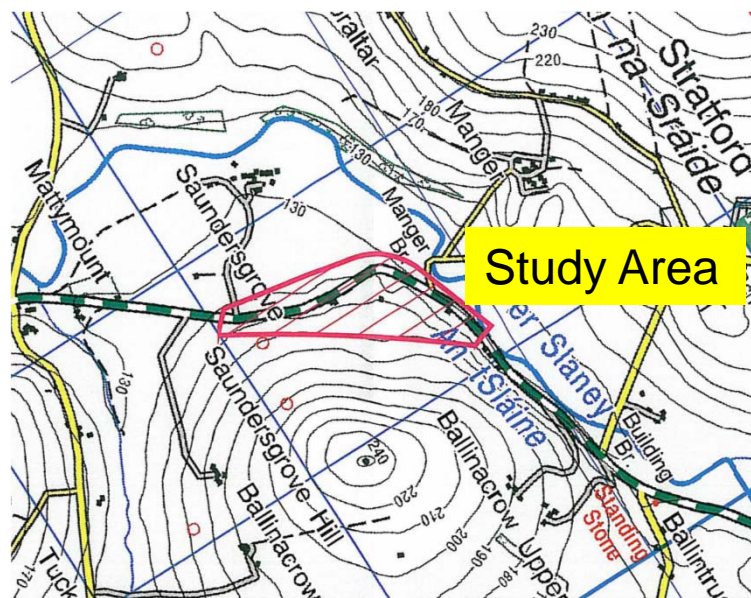 230
220
Stratford
na Sráide
180
170
Manger
130
Saundersgrove
Mattymount
130
Manger
Br
Study Area
er Slaney
An tSláine
130
Saundersgrove Hill
240
220
210
200
190
180
Ballinacrow Upper
Building
Br
Standing
Stone
Ballintru
Ballinacrow
170
Tuck